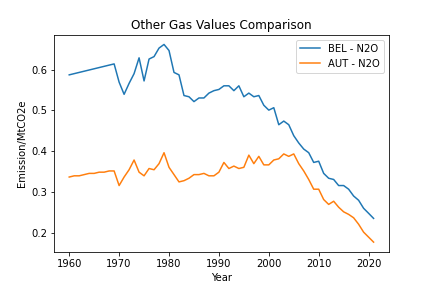 Other Gas Values Comparison
BEL - N2O
AUT - N2O
Emission/MtCO2e
0.6
0.5
0.4
0.3
0.2
1960 1970 1980 1990 2000 2010 2020
Year